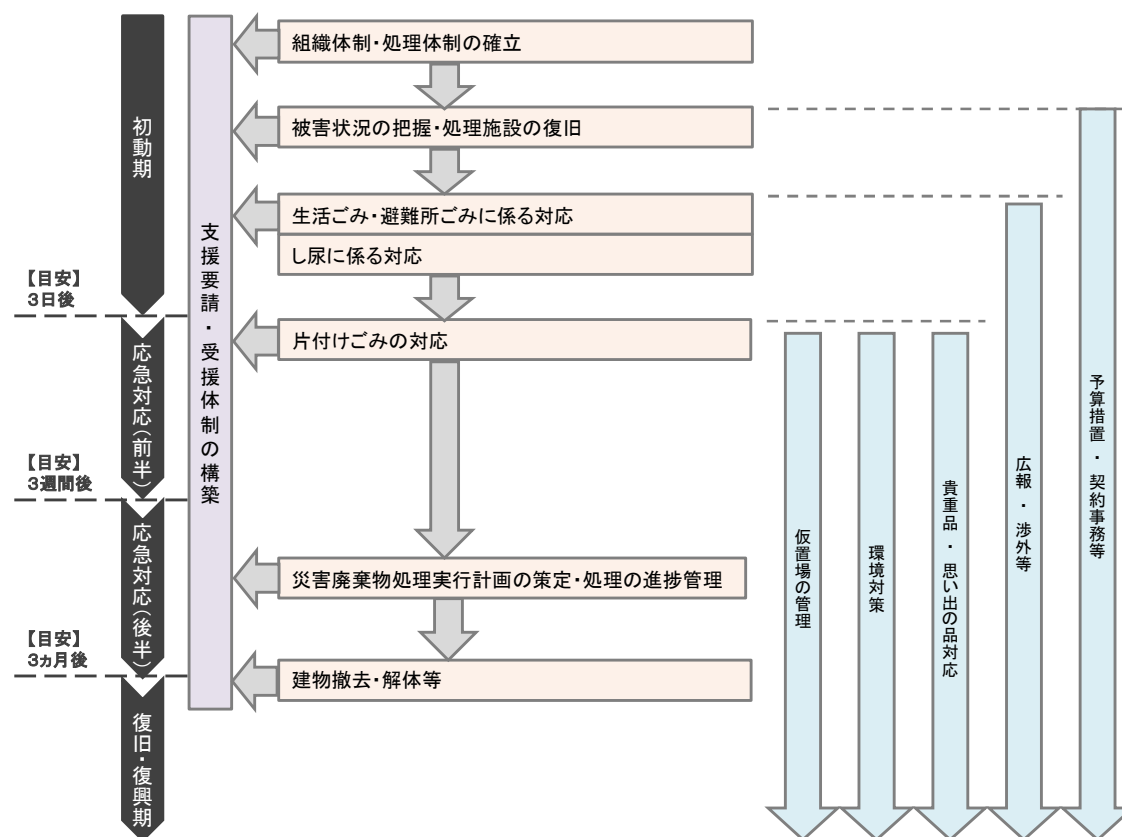 初動期
応急対応（前半）
応急対応（後半）
復旧・復興期
【目安】
３日後
【目安】
３週間後
【目安】
３ヵ月後
支援要請・受援体制の構築
組織体制・処理体制の確立
被害状況の把握・処理施設の復旧
生活ごみ・避難所ごみに係る対応
し尿に係る対応
片付けごみの対応
災害廃棄物処理実行計画の策定・処理の進捗管理
建物撤去・解体等
仮置場の管理
環境対策
貴重品・思い出の品対応
広報・渉外等
予算措置・契約事務等